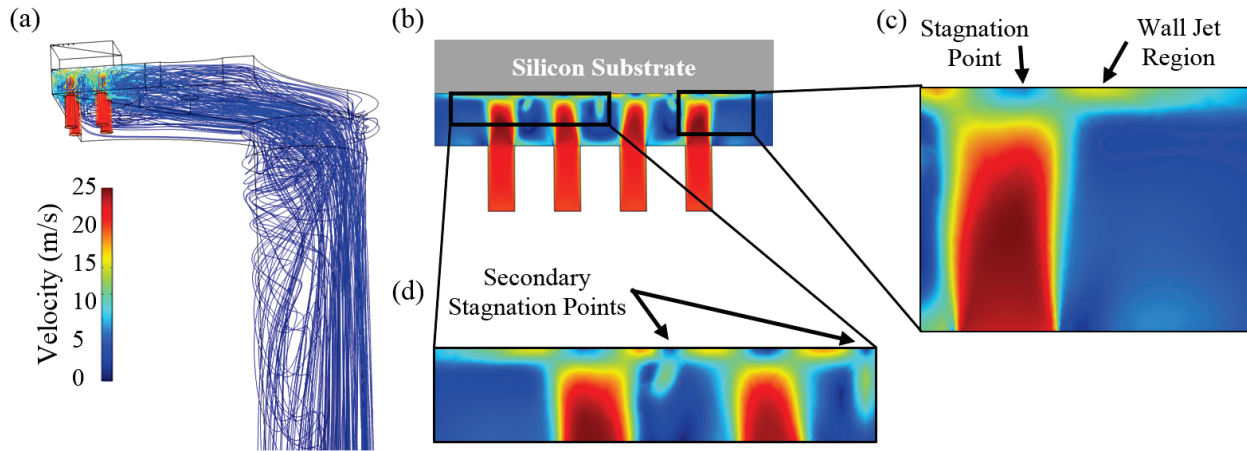 (a)
Velocity (m/s)
25
20
15
10
5
0
(b)
Silicon Substrate
(c)
Stagnation
Point
Wall Jet
Region
(d)
Secondary
Stagnation Points